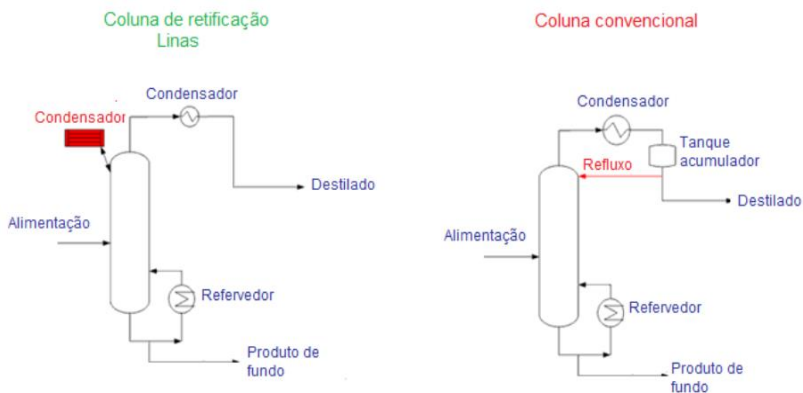 Coluna de retificação
Linas
Condensador
Condensador
Destilado
Alimentação
Refervedor
Produto de
fundo
Coluna convencional
Condensador
Tanque
acumulador
Refluxo
Destilado
Alimentação
Refervedor
Produto de
fundo